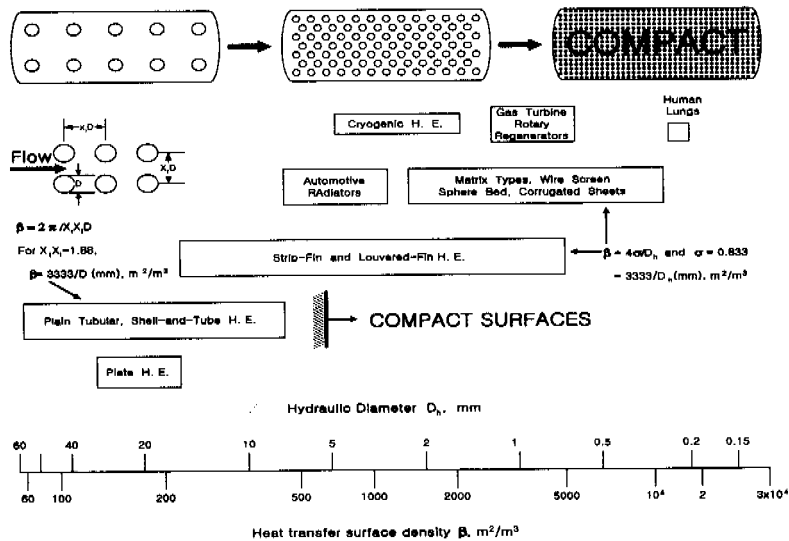 COMPACT
Cryogenic H. E.
Gas Turbine
Rotary
Regenerators
Human
Lungs
Flow
XₗD
XₜD
D
Automotive
RADiators
Matrix Types, Wire Screen
Sphere Bed, Corrugated Sheets
β = 2 π/XₜXₗD
For XₜXₗ=1.88,
β= 3333/D (mm), m²/m³
Strip-Fin and Louvered-Fin H. E.
β = 4σ/Dₕ and σ = 0.833
= 3333/Dₕ(mm), m²/m³
Plain Tubular, Shell-and-Tube H. E.
COMPACT SURFACES
Plate H. E.
Hydraulic Diameter Dₕ, mm
60 40 20 10 5 2 1 0.5 0.2 0.15
60 100 200 500 1000 2000 5000 10⁴ 2 3x10⁴
Heat transfer surface density β, m²/m³